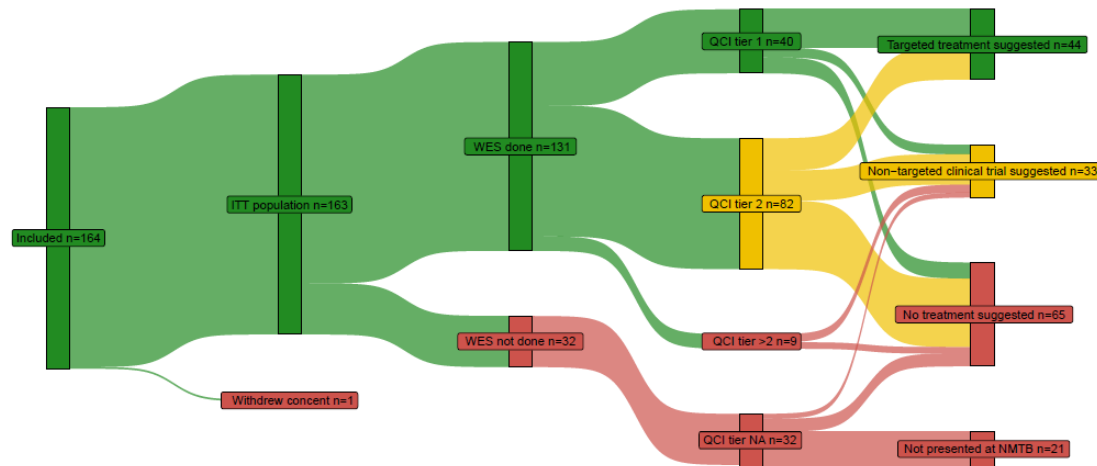 Included n=164
Withdrew concent n=1
ITT population n=163
WES done n=131
WES not done n=32
QCI tier 1 n=40
QCI tier 2 n=82
QCI tier >2 n=9
QCI tier NA n=32
Targeted treatment suggested n=44
Non−targeted clinical trial suggested n=33
No treatment suggested n=65
Not presented at NMTB n=21